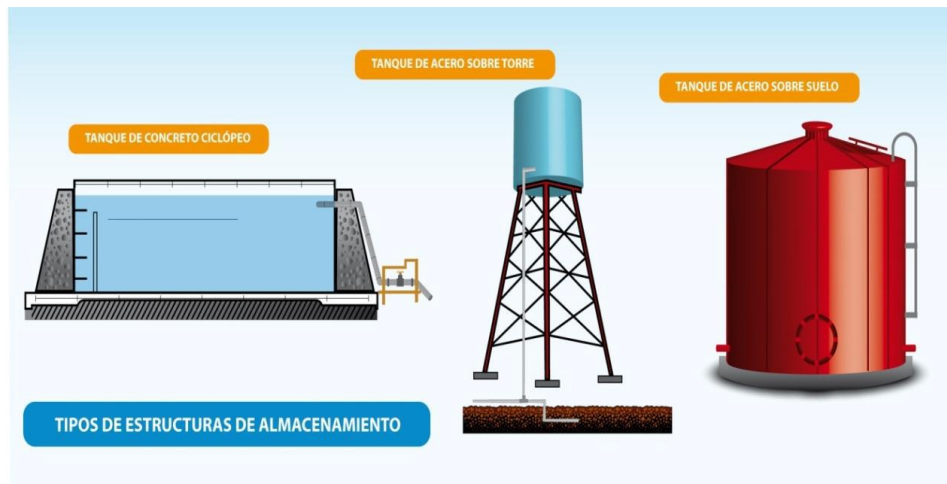 TANQUE DE ACERO SOBRE TORRE
TANQUE DE ACERO SOBRE SUELO
TANQUE DE CONCRETO CICLÓPEO
TIPOS DE ESTRUCTURAS DE ALMACENAMIENTO